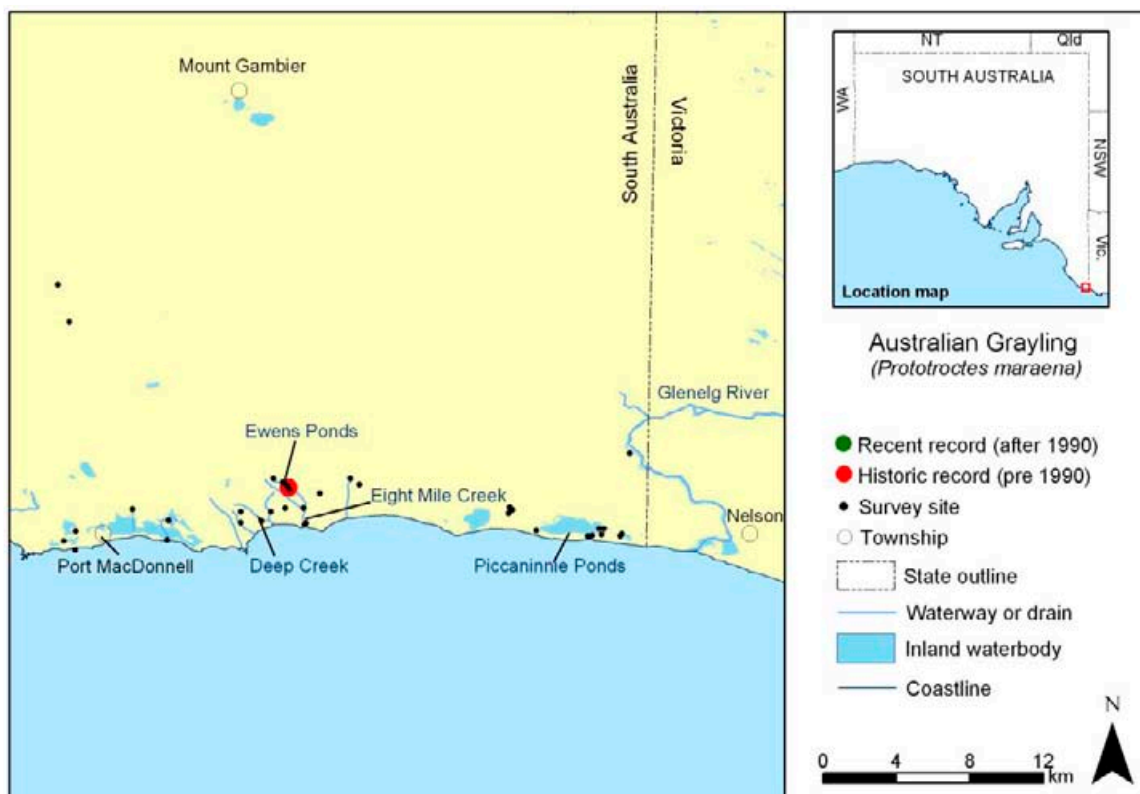 Mount Gambier
South Australia
Victoria
Glenelg River
Ewens Ponds
Eight Mile Creek
Nelson
Port MacDonnell
Deep Creek
Piccaninnie Ponds
NT
Qld
SOUTH AUSTRALIA
WA
NSW
Vic.
Location map
Australian Grayling
(Prototroctes maraena)
Recent record (after 1990)
Historic record (pre 1990)
Survey site
Township
State outline
Waterway or drain
Inland waterbody
Coastline
N
0 4 8 12
km